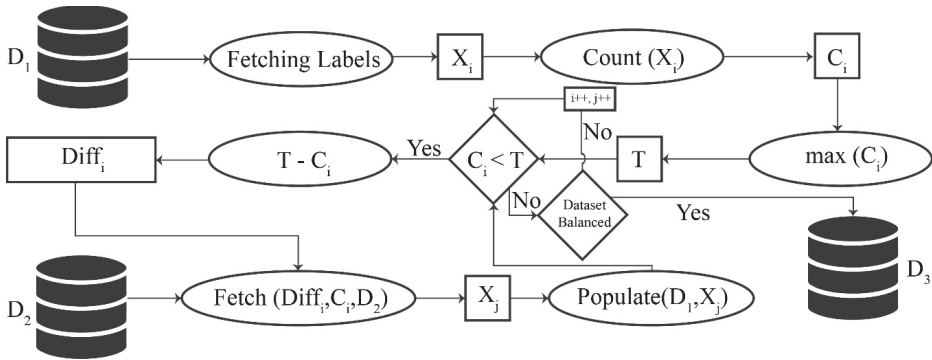 D₁
Fetching Labels
Xᵢ
Count (Xᵢ)
Cᵢ
i++, j++
Diffᵢ
T - Cᵢ
Yes
Cᵢ < T
No
T
max (Cᵢ)
No
Dataset
Balanced
Yes
D₂
Fetch (Diffᵢ,Cᵢ,D₂)
Xⱼ
Populate(D₁,Xⱼ)
D₃